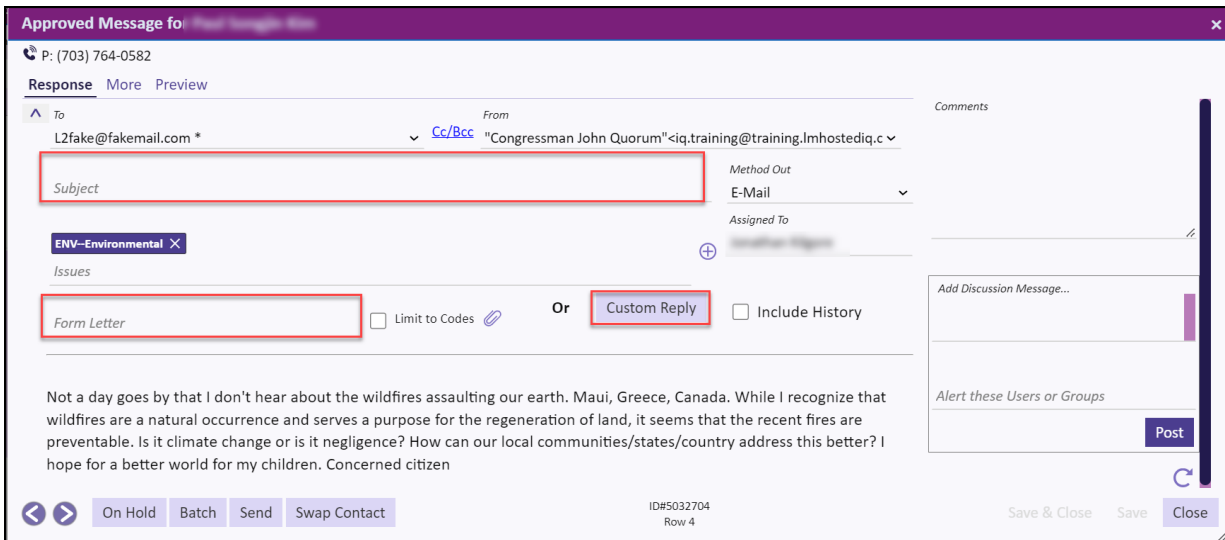 Approved Message for
P: (703) 764-0582
Response More Preview
To
L2fake@fakemail.com *
Cc/Bcc
From
"Congressman John Quorum"<iq.training@training.lmhostediq.c
Comments
Subject
Method Out
E-Mail
Assigned To
ENV--Environmental
Issues
Form Letter
Limit to Codes
Or
Custom Reply
Include History
Add Discussion Message...
Alert these Users or Groups
Post
Not a day goes by that I don't hear about the wildfires assaulting our earth. Maui, Greece, Canada. While I recognize that
wildfires are a natural occurrence and serves a purpose for the regeneration of land, it seems that the recent fires are
preventable. Is it climate change or is it negligence? How can our local communities/states/country address this better? I
hope for a better world for my children. Concerned citizen
On Hold Batch Send Swap Contact
ID#5032704
Row 4
Save & Close Save Close